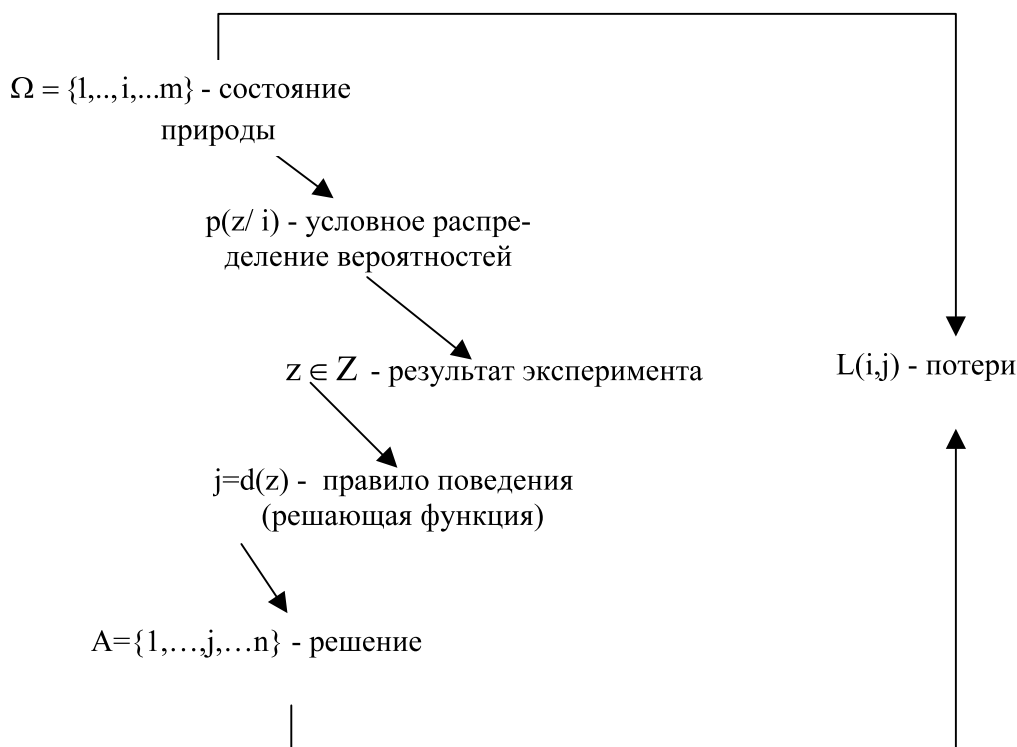 Ω = {1,..,i,...m} - состояние
природы
p(z/ i) - условное распре-
деление вероятностей
z ∈ Z - результат эксперимента
L(i,j) - потери
j=d(z) - правило поведения
(решающая функция)
A={1,…,j,…n} - решение